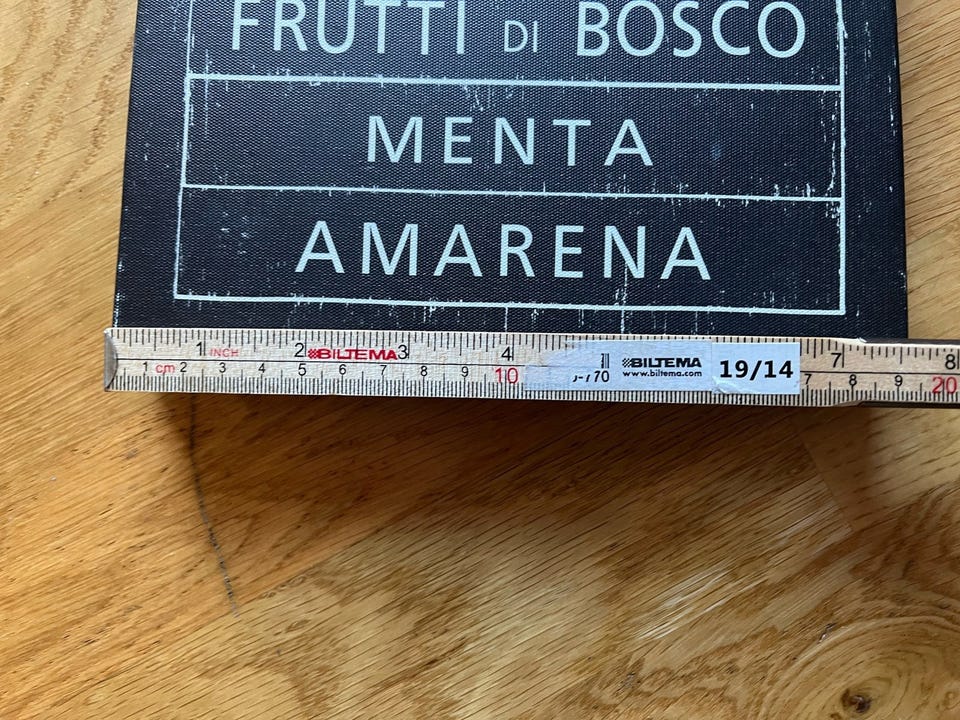 FRUTTI DI BOSCO
MENTA
AMARENA
1 INCH 2 BILTEMA 3 4 BILTEMA 19/14 7 8
1 cm 2 3 4 5 6 7 8 9 10 www.biltema.com 7 8 9 20